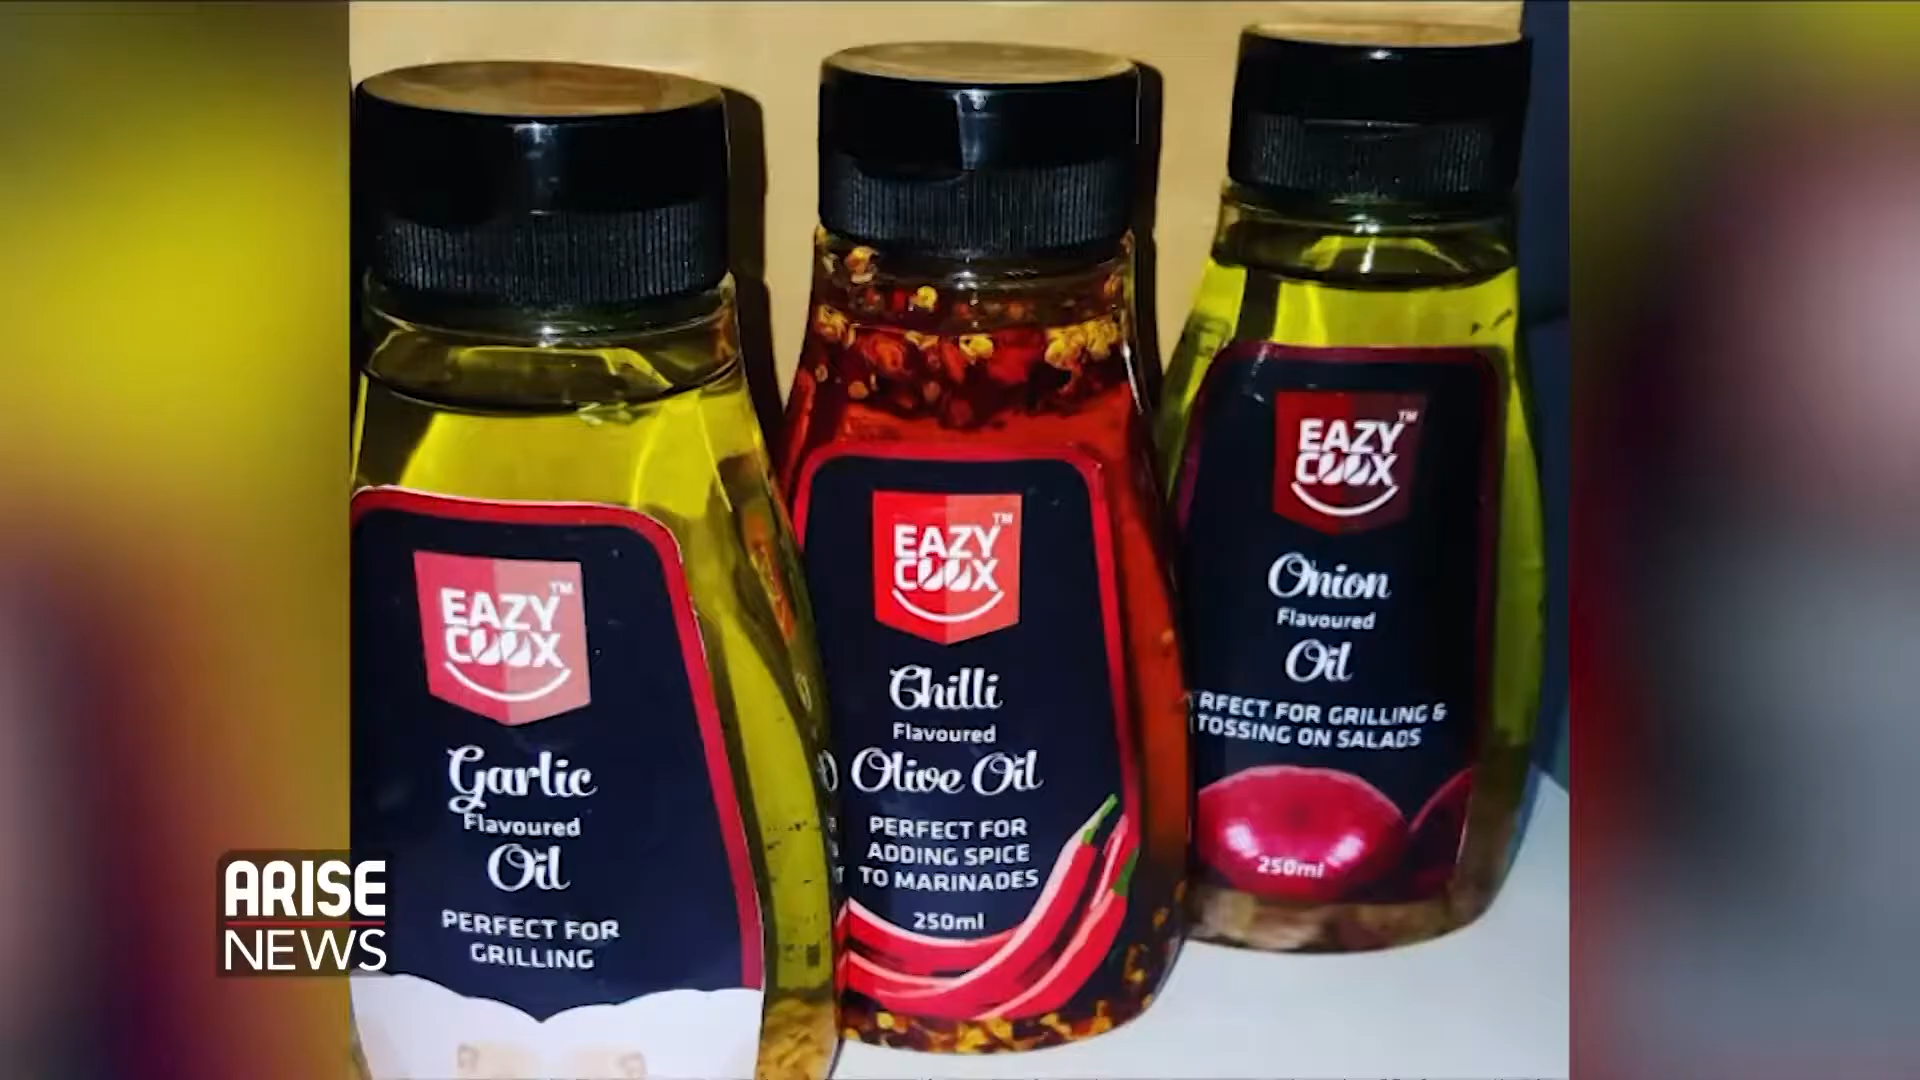 EAZY
COOX
TM
Garlic
Flavoured
Oil
PERFECT FOR
GRILLING
EAZY
COOX
TM
Chilli
Flavoured
Olive Oil
PERFECT FOR
ADDING SPICE
TO MARINADES
250ml
EAZY
COOX
TM
Onion
Flavoured
Oil
RFECT FOR GRILLING &
TOSSING ON SALADS
250ml
ARISE
NEWS